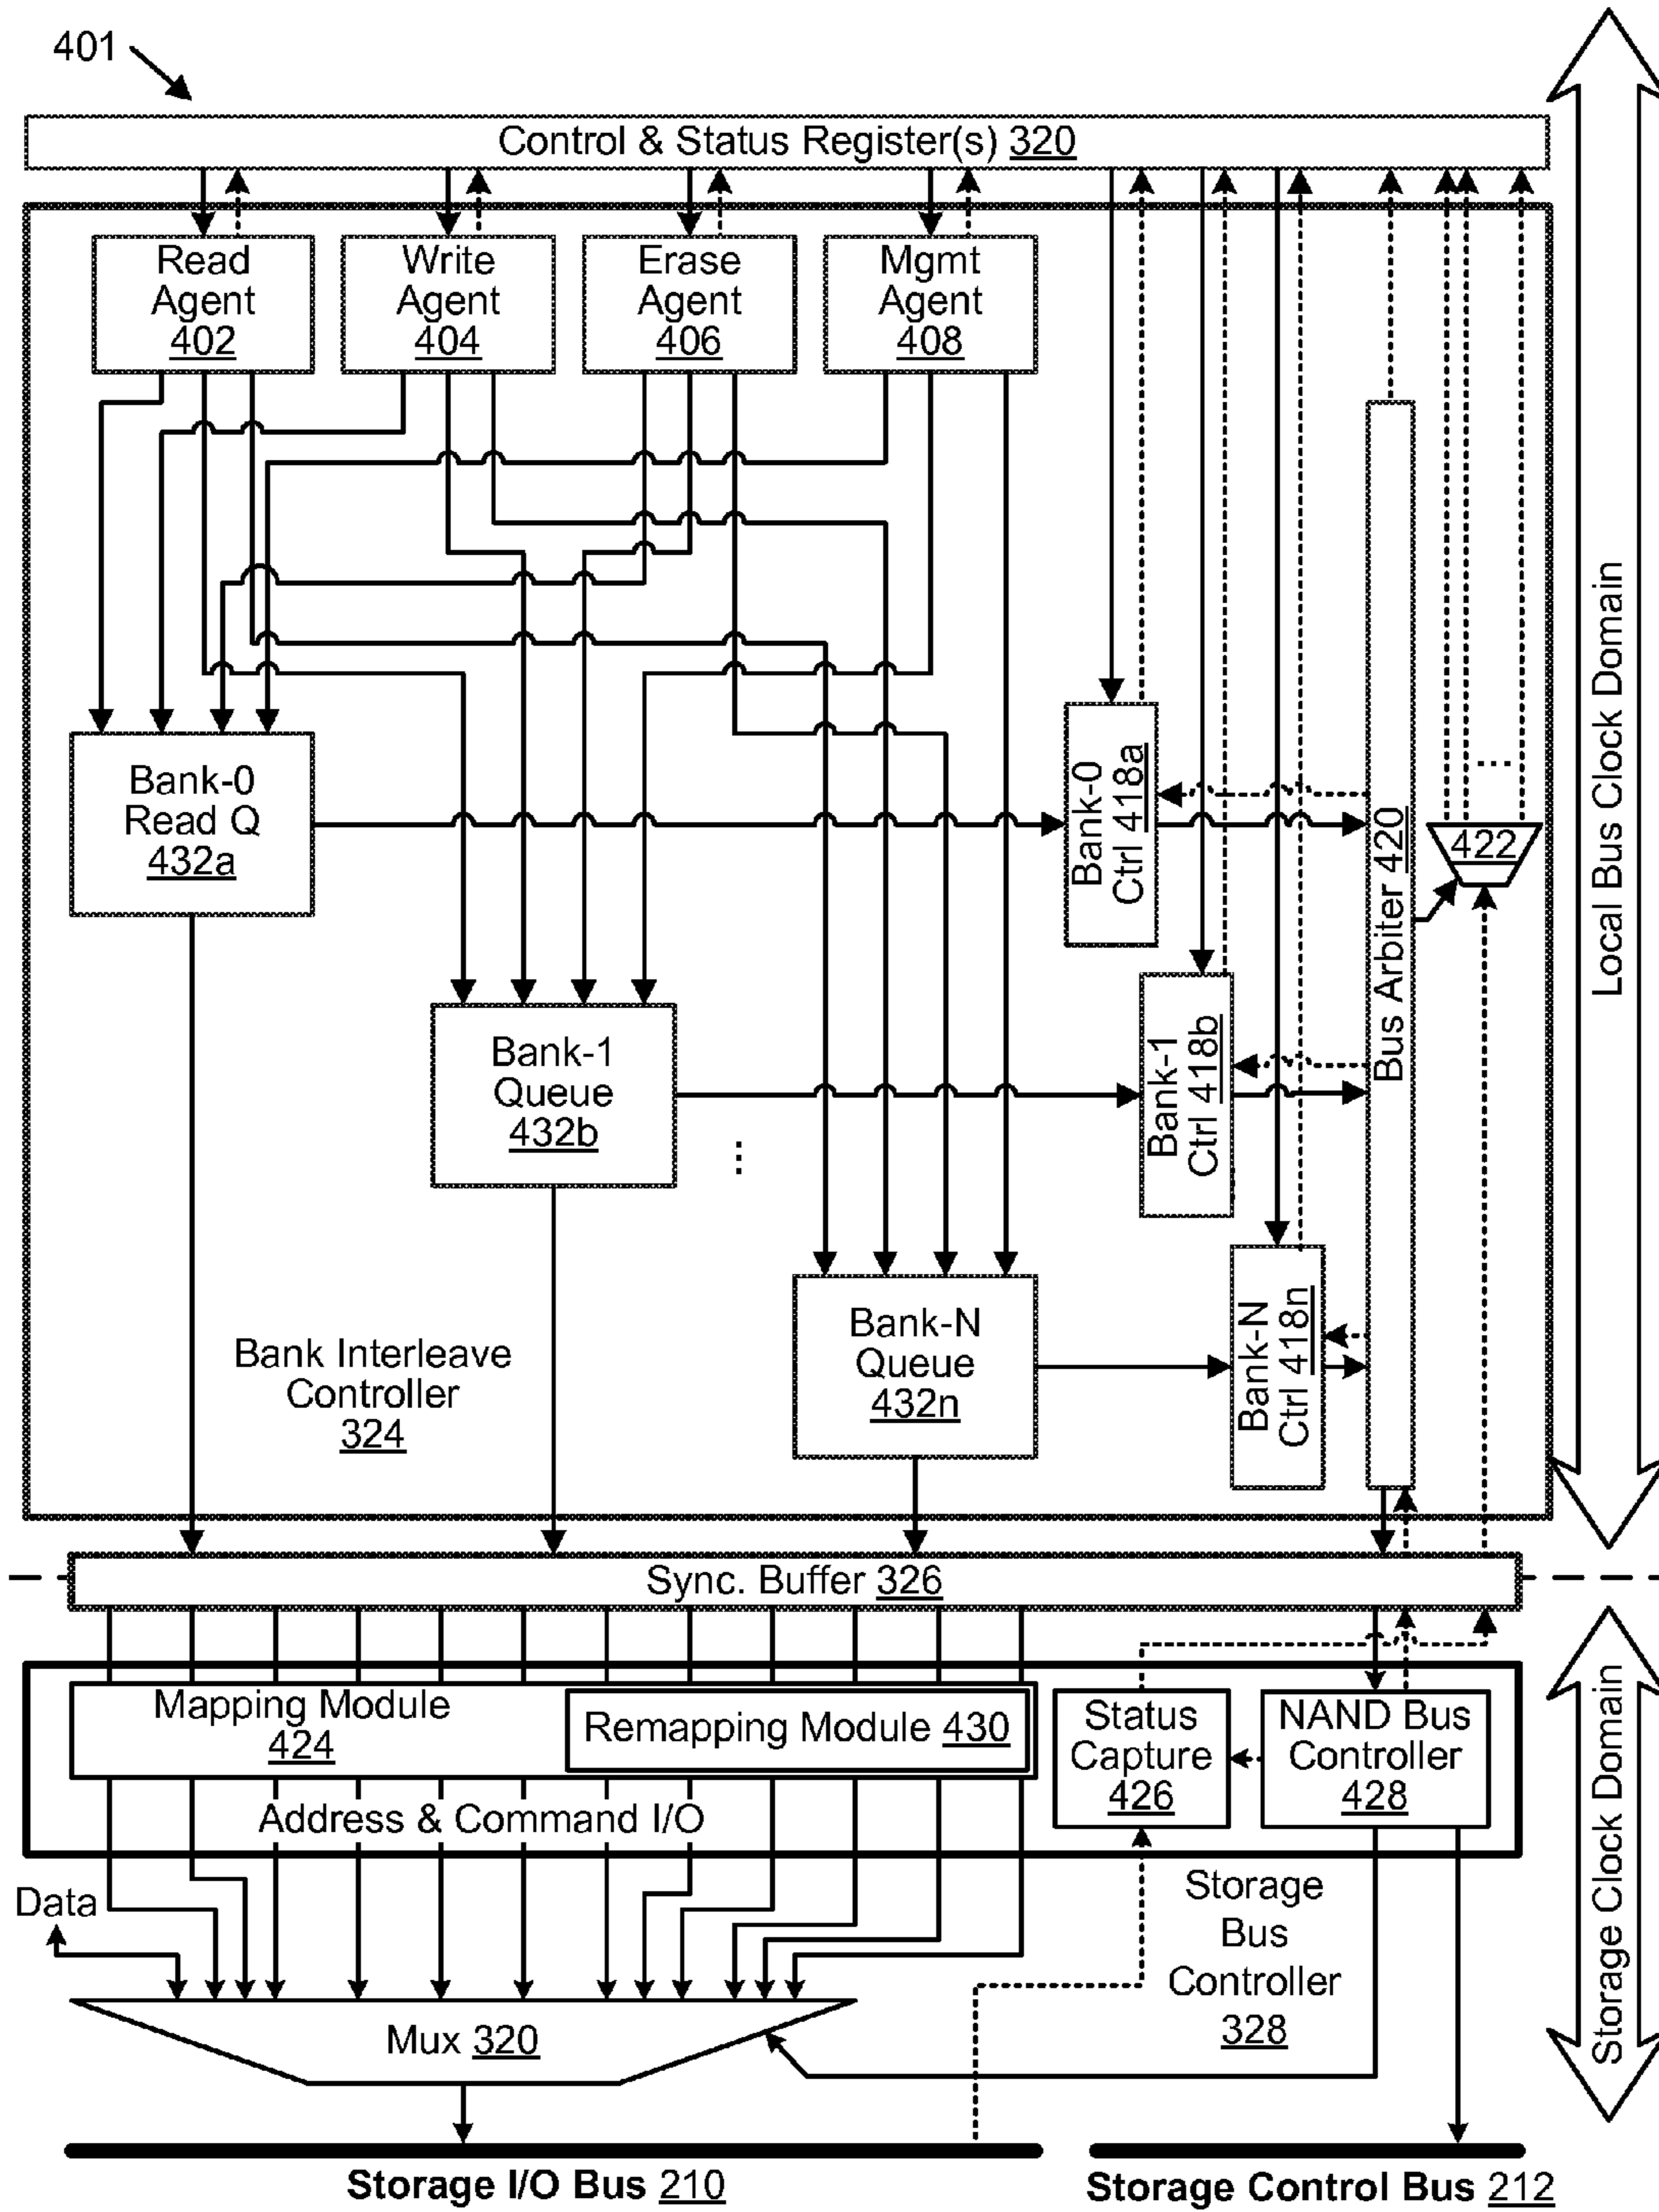 401
Control & Status Register(s) 320
Read
Agent
402
Write
Agent
404
Erase
Agent
406
Mgmt
Agent
408
Bank-0
Read Q
432a
Bank-0
Ctrl 418a
Bus Arbiter 420
...
422
Local Bus Clock Domain
Bank-1
Queue
432b
...
Bank-1
Ctrl 418b
Bank-N
Queue
432n
Bank-N
Ctrl 418n
Bank Interleave
Controller
324
Sync. Buffer 326
Mapping Module
424
Remapping Module 430
Status
Capture
426
NAND Bus
Controller
428
Address & Command I/O
Storage Clock Domain
Data
Storage
Bus
Controller
328
Mux 320
Storage I/O Bus 210
Storage Control Bus 212